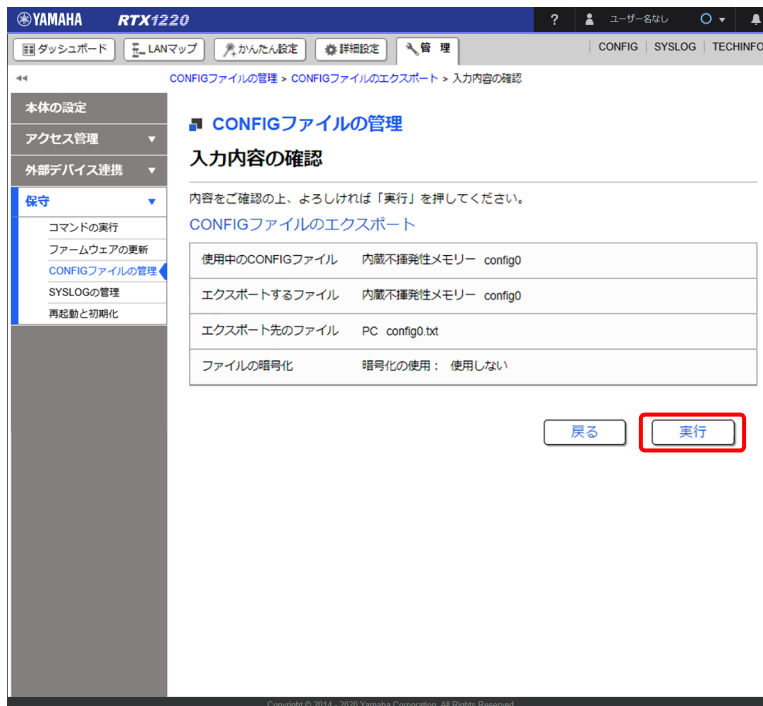 YAMAHA RTX1220 ? ユーザー名なし
ダッシュボード LANマップ かんたん設定 詳細設定 管 理 CONFIG SYSLOG TECHINFO
CONFIGファイルの管理 > CONFIGファイルのエクスポート > 入力内容の確認
本体の設定
アクセス管理
外部デバイス連携
保守
コマンドの実行
ファームウェアの更新
CONFIGファイルの管理
SYSLOGの管理
再起動と初期化
CONFIGファイルの管理
入力内容の確認
内容をご確認の上、よろしければ「実行」を押してください。
CONFIGファイルのエクスポート
使用中のCONFIGファイル 内蔵不揮発性メモリー config0
エクスポートするファイル 内蔵不揮発性メモリー config0
エクスポート先のファイル PC config0.txt
ファイルの暗号化 暗号化の使用： 使用しない
戻る 実行
Copyright © 2014 - 2020 Yamaha Corporation. All Rights Reserved.